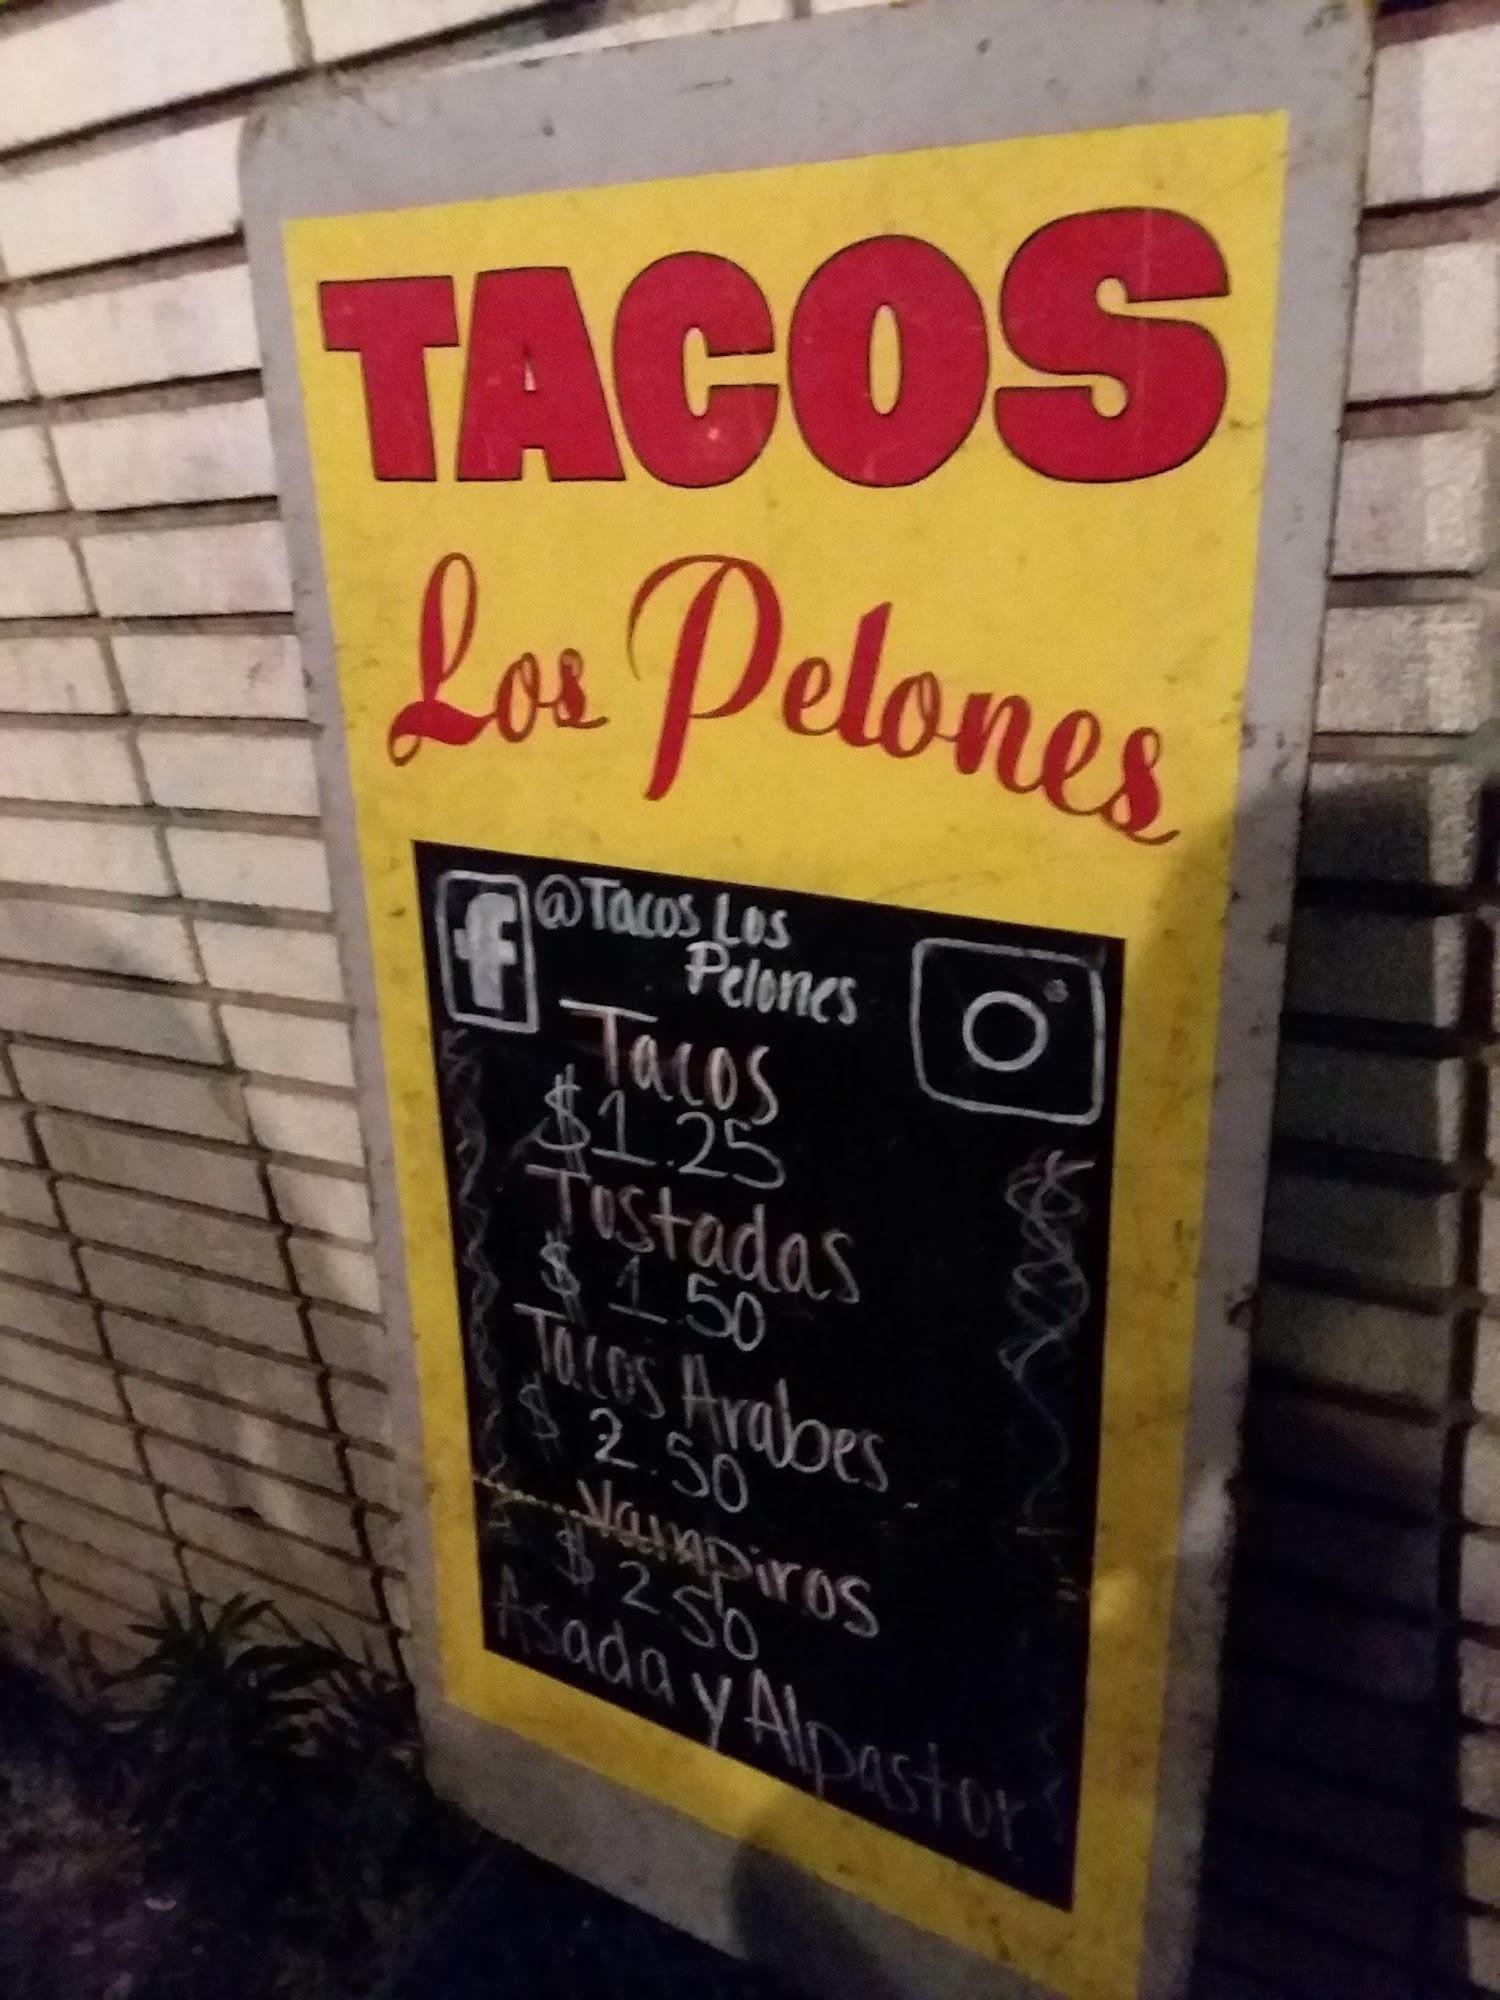 TACOS
Los Pelones
f @Tacos Los
Pelones
Tacos
$1.25
Tostadas
$1.50
Tacos Arabes
$2.50
Vampiros
$2.50
Asada y Alpastor